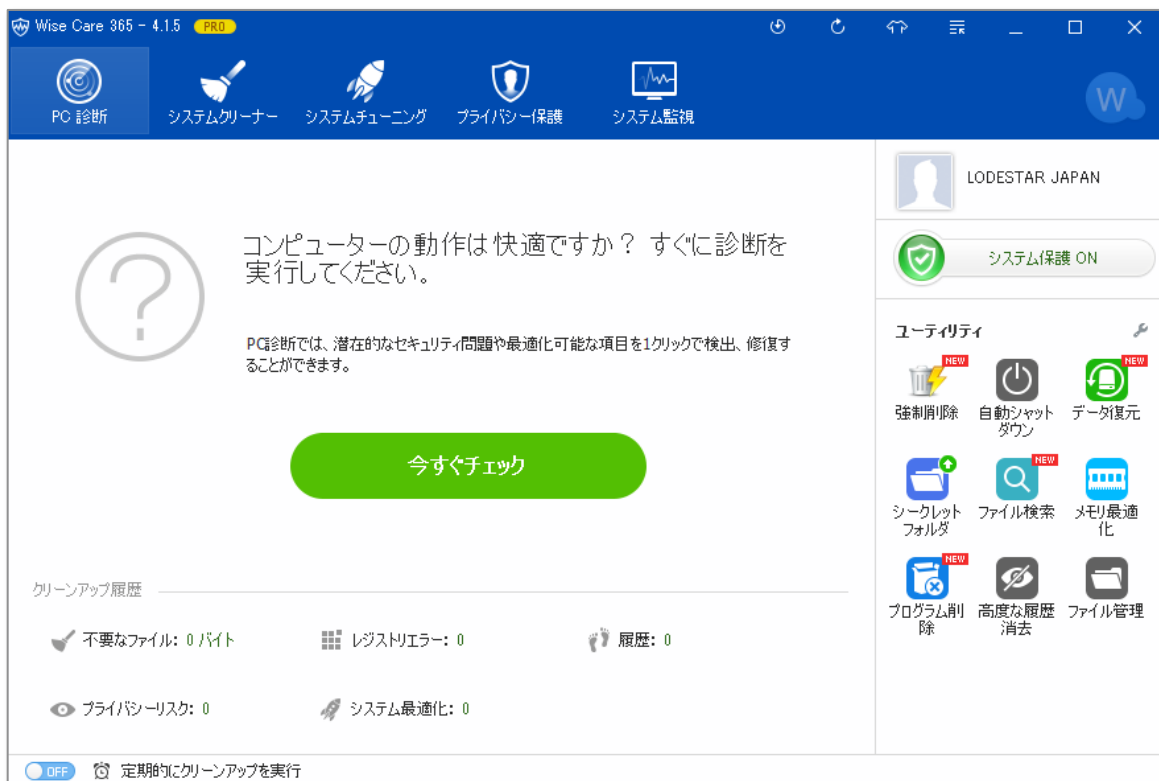 Wise Care 365 - 4.1.5 PRO
PC 診断
システムクリーナー
システムチューニング
プライバシー保護
システム監視
W
LODESTAR JAPAN
システム保護 ON
コンピューターの動作は快適ですか? すぐに診断を
実行してください。
PC診断では、潜在的なセキュリティ問題や最適化可能な項目を1クリックで検出、修復す
ることができます。
今すぐチェック
ユーティリティ
NEW
強制削除
自動シャット
ダウン
NEW
データ復元
シークレット
フォルダ
NEW
ファイル検索
メモリ最適
化
NEW
プログラム削
除
高度な履歴
消去
ファイル管理
クリーンアップ履歴
不要なファイル: 0 バイト
レジストリエラー: 0
履歴: 0
プライバシーリスク: 0
システム最適化: 0
OFF
定期的にクリーンアップを実行